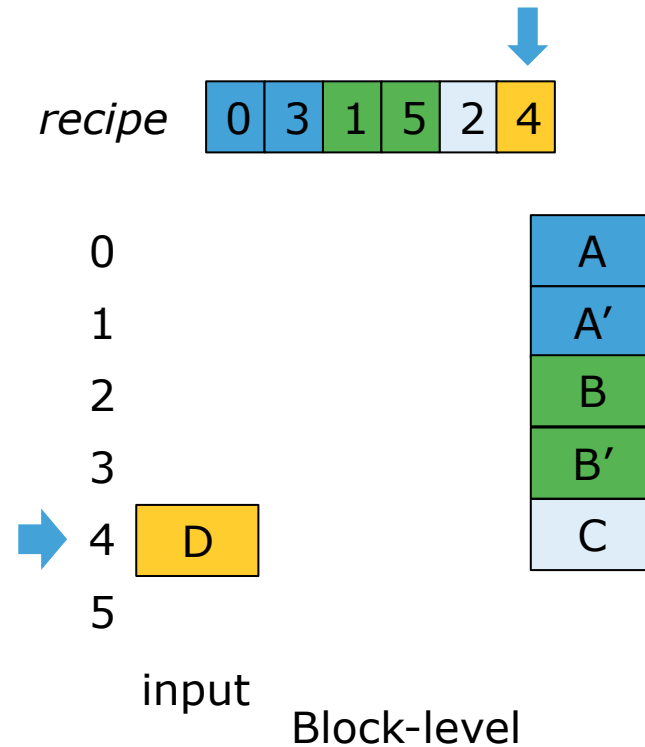 recipe 0 3 1 5 2 4
0 A
1 A′
2 B
3 B′
4 D C
5
input
Block-level